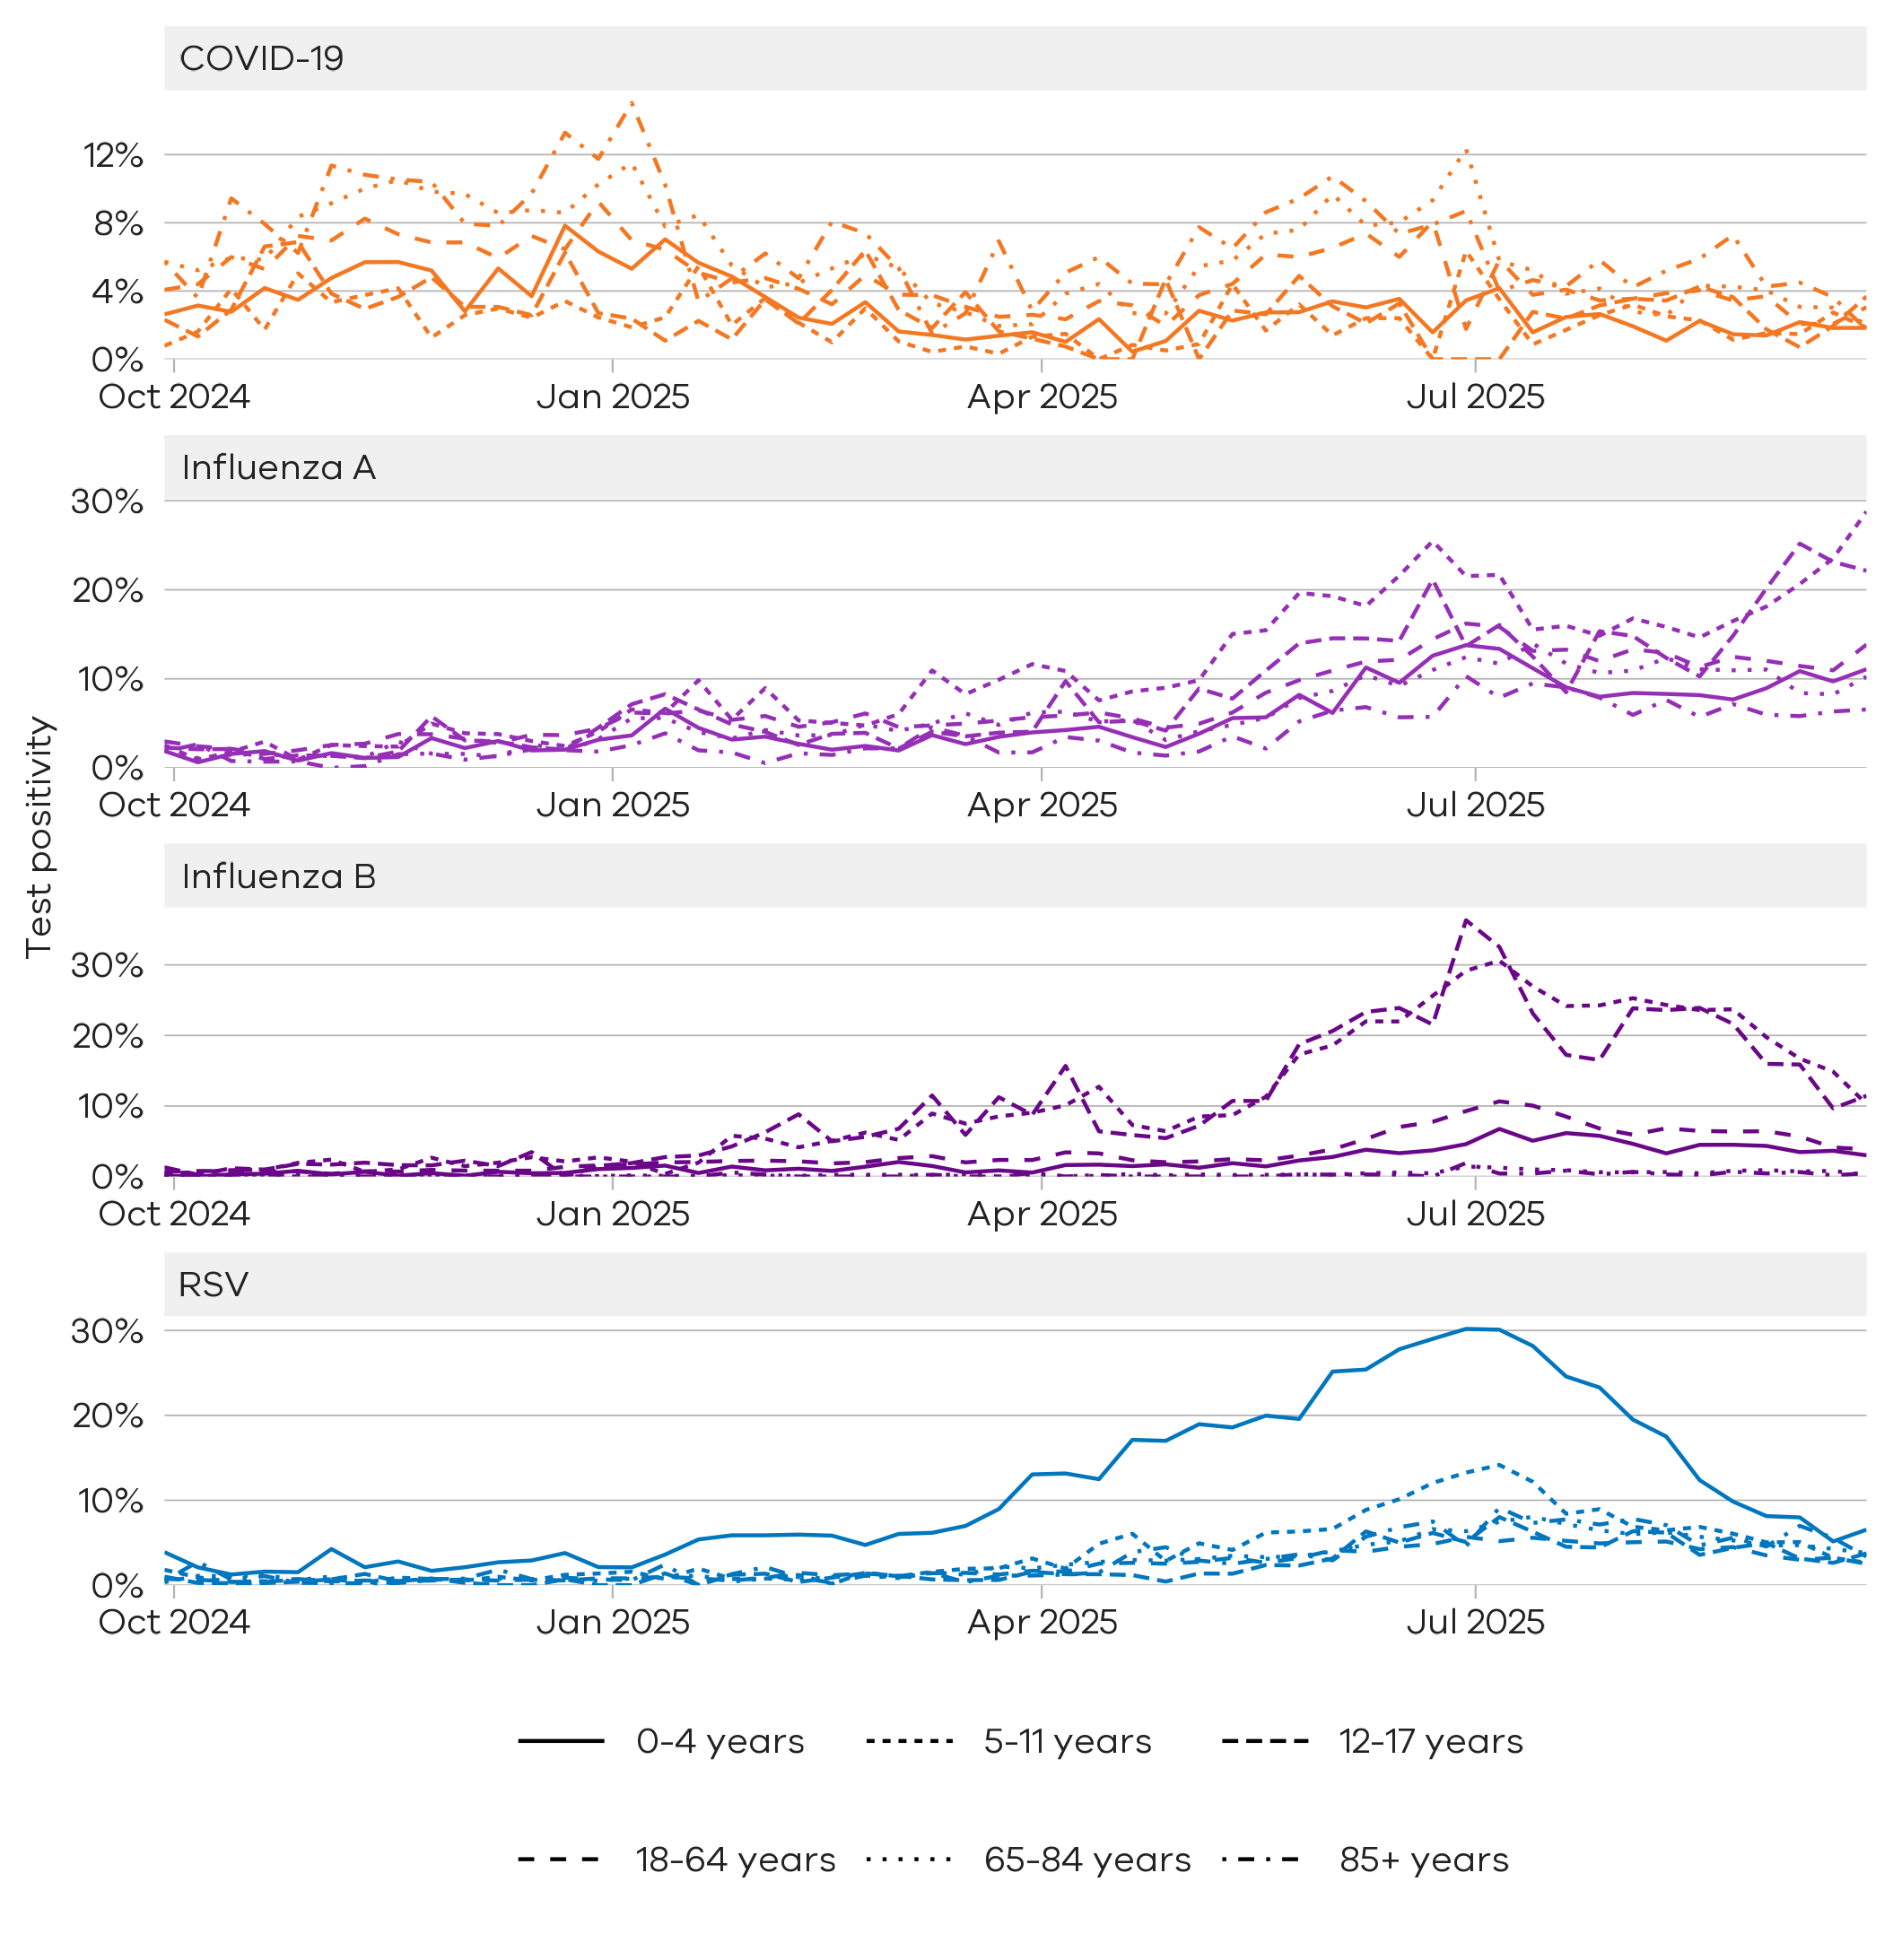 COVID-19
12%
8%
4%
0%
Oct 2024 Jan 2025 Apr 2025 Jul 2025
Influenza A
30%
20%
10%
0%
Oct 2024 Jan 2025 Apr 2025 Jul 2025
Test positivity
Influenza B
30%
20%
10%
0%
Oct 2024 Jan 2025 Apr 2025 Jul 2025
RSV
30%
20%
10%
0%
Oct 2024 Jan 2025 Apr 2025 Jul 2025
0-4 years 5-11 years 12-17 years
18-64 years 65-84 years 85+ years